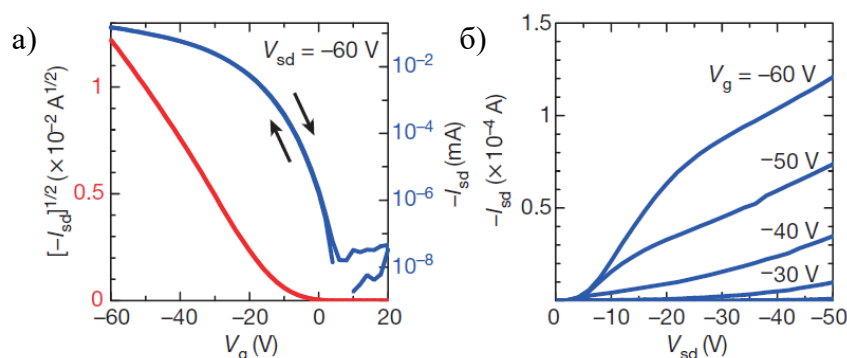 а)
[−I_sd]^1/2 (× 10^−2 A^1/2)
1
0.5
0
−60
−40
−20
0
20
V_g (V)
V_sd = −60 V
10^−2
10^−4
10^−6
10^−8
−I_sd (mA)
б)
−I_sd (× 10^−4 A)
1.5
1
0.5
0
−10
−20
−30
−40
−50
V_sd (V)
V_g = −60 V
−50 V
−40 V
−30 V